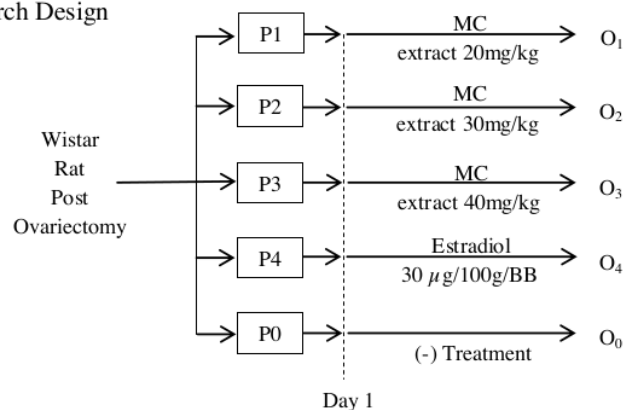 rch Design
P1
MC
extract 20mg/kg
O₁
P2
MC
extract 30mg/kg
O₂
Wistar
Rat
Post
Ovariectomy
P3
MC
extract 40mg/kg
O₃
P4
Estradiol
30 µg/100g/BB
O₄
P0
(-) Treatment
O₀
Day 1